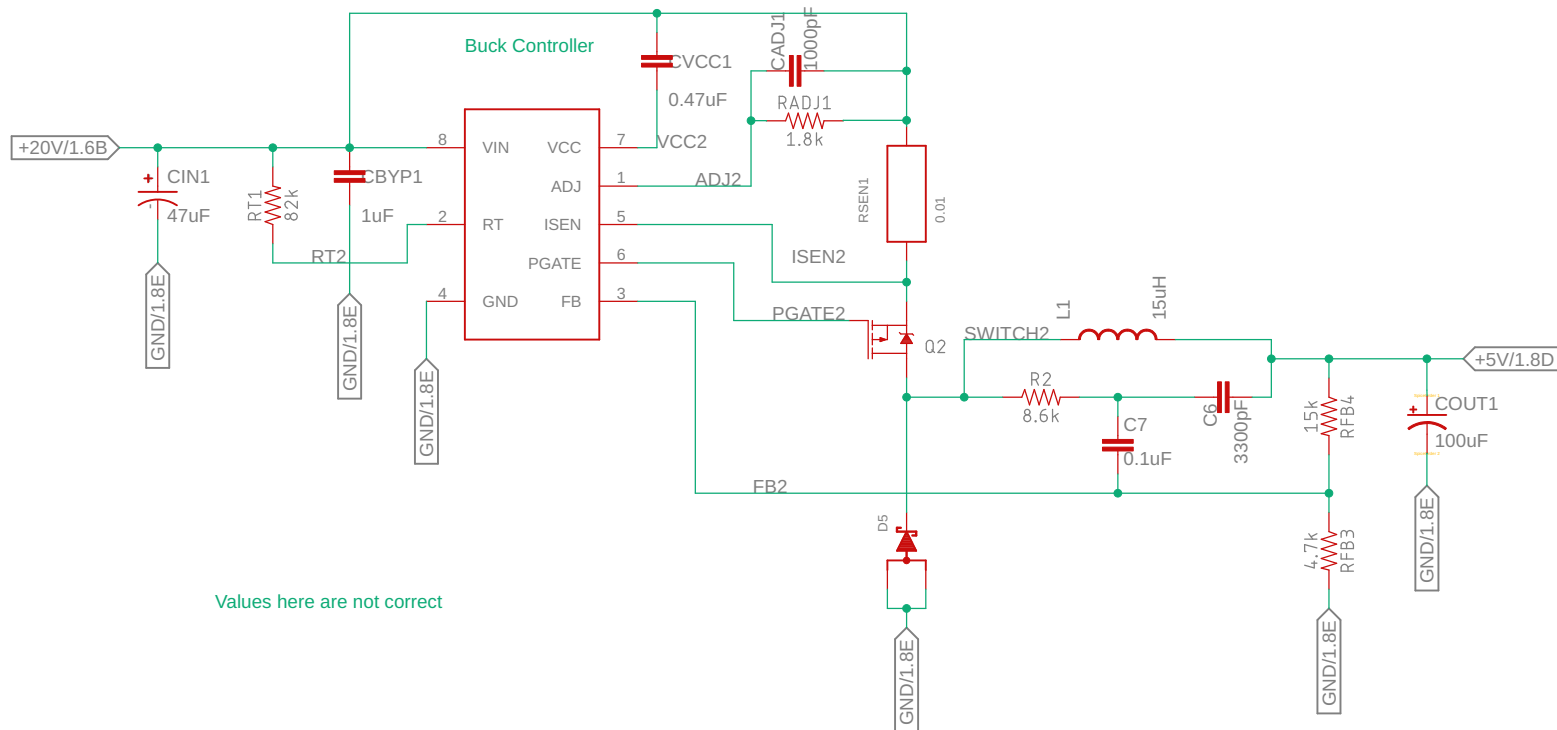 Buck Controller
CADJ1
1000pF
CVCC1
0.47uF
RADJ1
1.8k
+20V/1.6B
8
VIN
VCC
7
VCC2
ADJ
1
ADJ2
CIN1
47uF
RT1
82k
CBYP1
1uF
2
RT
ISEN
5
RT2
ISEN2
RSEN1
0.01
PGATE
6
PGATE2
4
GND
FB
3
GND/1.8E
GND/1.8E
GND/1.8E
Q2
SWITCH2
L1
15uH
+5V/1.8D
R2
8.6k
C6
3300pF
C7
0.1uF
15k
RFB4
COUT1
100uF
FB2
D5
4.7k
RFB3
GND/1.8E
GND/1.8E
GND/1.8E
Values here are not correct